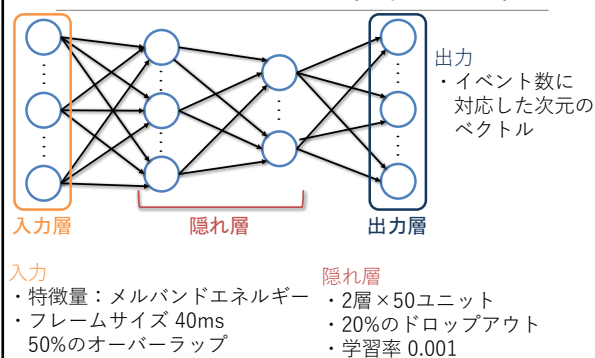 出力
・イベント数に
対応した次元の
ベクトル
入力層
隠れ層
出力層
入力
・特徴量：メルバンドエネルギー
・フレームサイズ 40ms
50%のオーバーラップ
隠れ層
・2層×50ユニット
・20%のドロップアウト
・学習率 0.001